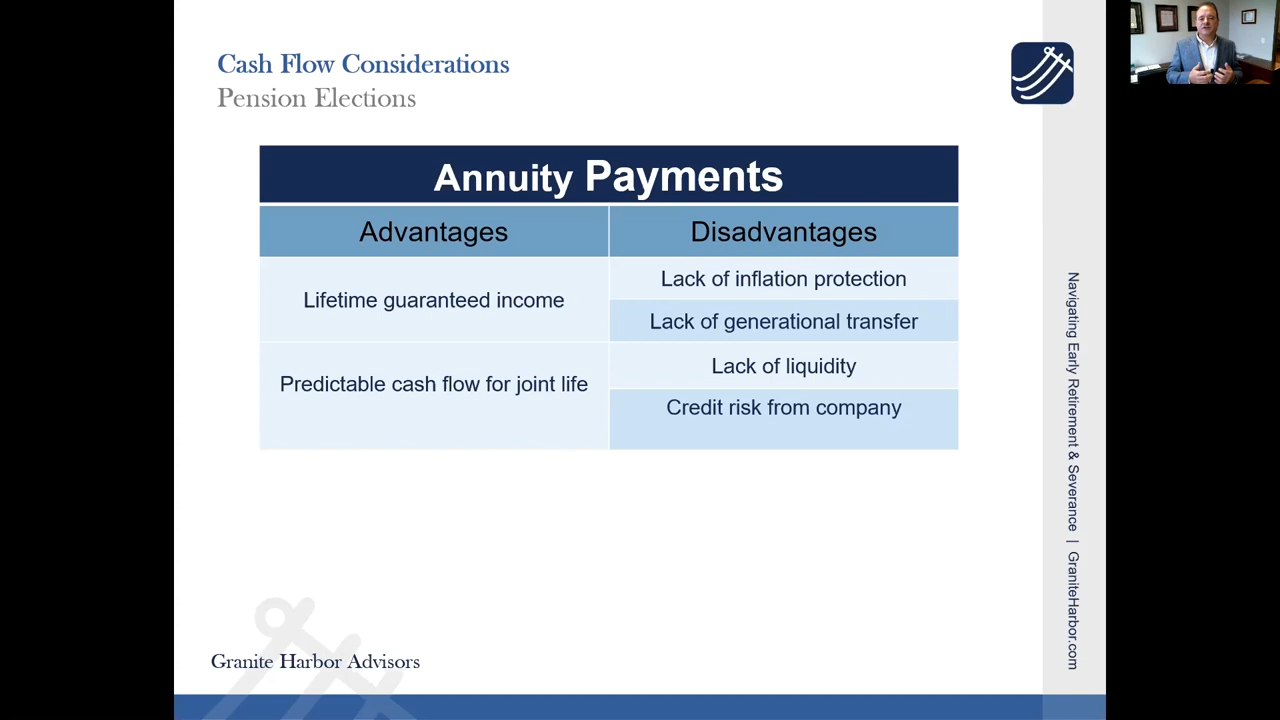 Cash Flow Considerations
Pension Elections
Annuity Payments
Advantages
Disadvantages
Lifetime guaranteed income
Lack of inflation protection
Lack of generational transfer
Predictable cash flow for joint life
Lack of liquidity
Credit risk from company
Navigating Early Retirement & Severance | GraniteHarbor.com
Granite Harbor Advisors